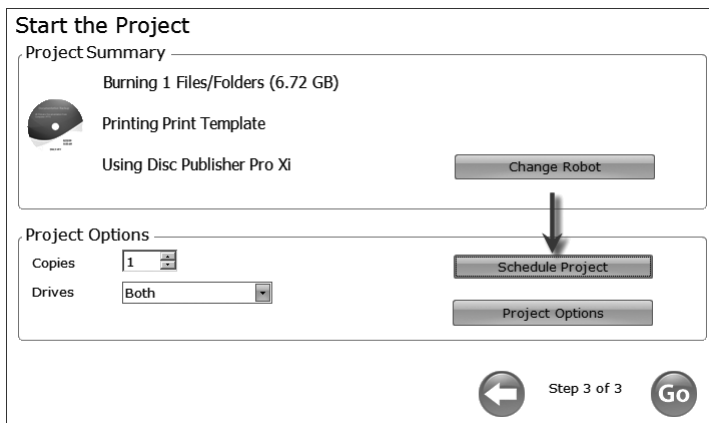 Start the Project
Project Summary
Burning 1 Files/Folders (6.72 GB)
Printing Print Template
Using Disc Publisher Pro Xi
Change Robot
Project Options
Copies
1
Schedule Project
Drives
Both
Project Options
Step 3 of 3
Go